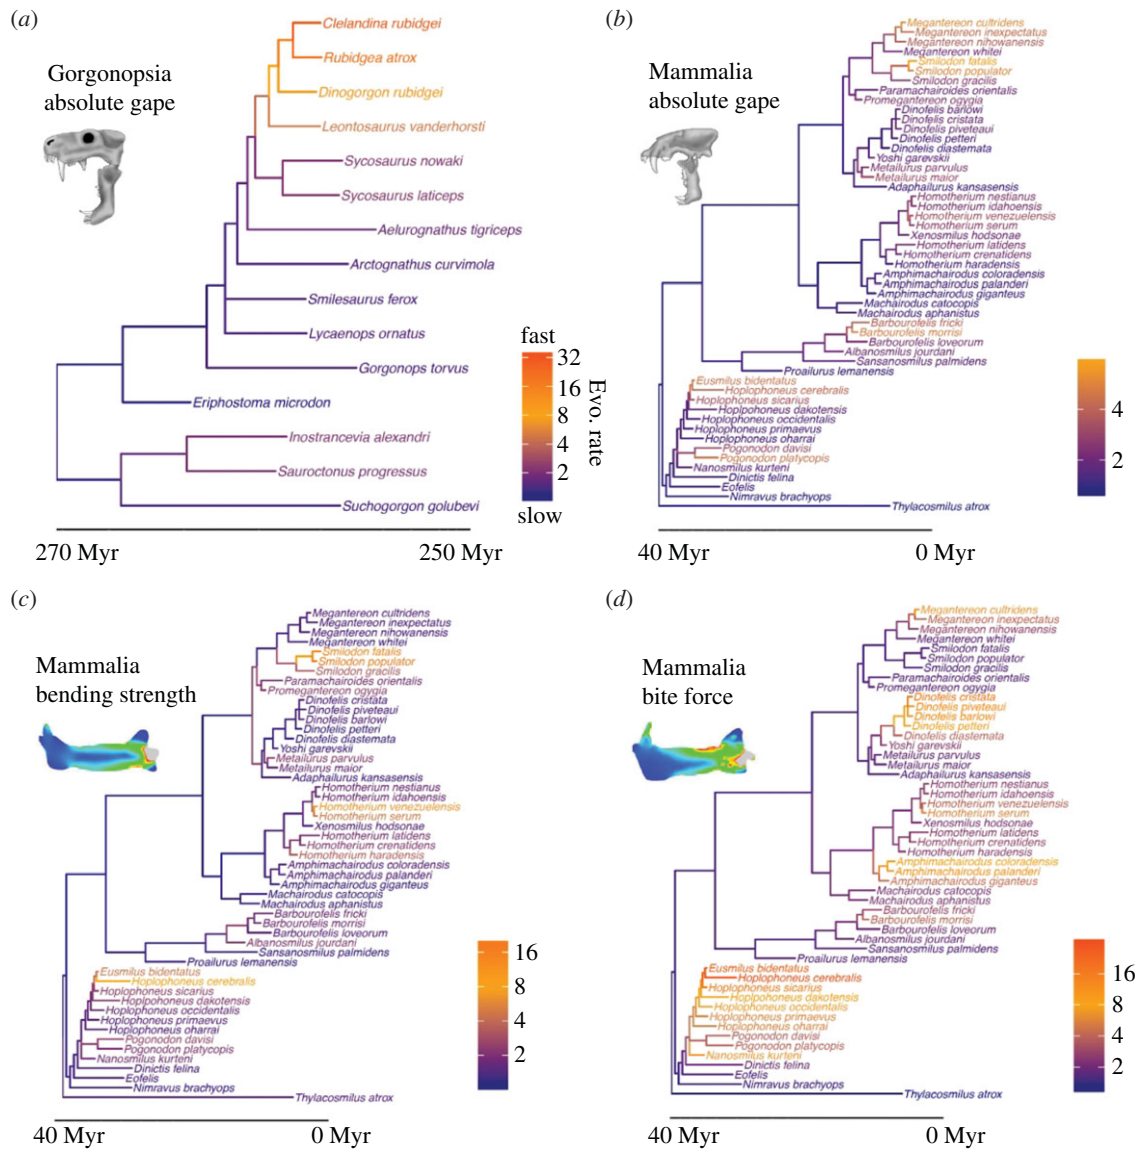 (a)
Gorgonopsia
absolute gape
Clelandina rubidgei
Rubidgea atrox
Dinogorgon rubidgei
Leontosaurus vanderhorsti
Sycosaurus nowaki
Sycosaurus laticeps
Aelurognathus tigriceps
Arctognathus curvimola
Smilesaurus ferox
Lycaenops ornatus
Gorgonops torvus
Eriphostoma microdon
Inostrancevia alexandri
Sauroctonus progressus
Suchogorgon golubevi
fast
32
16
8
4
2
Evo. rate
slow
270 Myr
250 Myr
(b)
Mammalia
absolute gape
Megantereon cultridens
Megantereon inexpectatus
Megantereon nihowanensis
Megantereon whitei
Smilodon fatalis
Smilodon populator
Smilodon gracilis
Paramachairoides orientalis
Promegantereon ogygia
Dinofelis barlowi
Dinofelis cristata
Dinofelis piveteaui
Dinofelis petteri
Dinofelis diastemata
Yoshi garevskii
Metailurus parvulus
Metailurus maior
Adaphailurus kansasensis
Homotherium nestianus
Homotherium idahoensis
Homotherium venezuelensis
Homotherium serum
Xenosmilus hodsonae
Homotherium latidens
Homotherium crenatidens
Homotherium haradensis
Amphimachairodus coloradensis
Amphimachairodus palanderi
Amphimachairodus giganteus
Machairodus catocopis
Machairodus aphanistus
Barbourofelis fricki
Barbourofelis morrisi
Barbourofelis loveorum
Albanosmilus jourdani
Sansanosmilus palmidens
Proailurus lemanensis
Eusmilus bidentatus
Hoplophoneus cerebralis
Hoplophoneus sicarius
Hoplpohoneus dakotensis
Hoplophoneus occidentalis
Hoplophoneus primaevus
Hoplophoneus oharrai
Pogonodon davisi
Pogonodon platycopis
Nanosmilus kurteni
Dinictis felina
Eofelis
Nimravus brachyops
Thylacosmilus atrox
4
2
40 Myr
0 Myr
(c)
Mammalia
bending strength
Megantereon cultridens
Megantereon inexpectatus
Megantereon nihowanensis
Megantereon whitei
Smilodon fatalis
Smilodon populator
Smilodon gracilis
Paramachairoides orientalis
Promegantereon ogygia
Dinofelis cristata
Dinofelis piveteaui
Dinofelis barlowi
Dinofelis petteri
Dinofelis diastemata
Yoshi garevskii
Metailurus parvulus
Metailurus maior
Adaphailurus kansasensis
Homotherium nestianus
Homotherium idahoensis
Homotherium venezuelensis
Homotherium serum
Xenosmilus hodsonae
Homotherium latidens
Homotherium crenatidens
Homotherium haradensis
Amphimachairodus coloradensis
Amphimachairodus palanderi
Amphimachairodus giganteus
Machairodus catocopis
Machairodus aphanistus
Barbourofelis fricki
Barbourofelis morrisi
Barbourofelis loveorum
Albanosmilus jourdani
Sansanosmilus palmidens
Proailurus lemanensis
Eusmilus bidentatus
Hoplophoneus cerebralis
Hoplophoneus sicarius
Hoplpohoneus dakotensis
Hoplophoneus occidentalis
Hoplophoneus primaevus
Hoplophoneus oharrai
Pogonodon davisi
Pogonodon platycopis
Nanosmilus kurteni
Dinictis felina
Eofelis
Nimravus brachyops
Thylacosmilus atrox
16
8
4
2
40 Myr
0 Myr
(d)
Mammalia
bite force
Megantereon cultridens
Megantereon inexpectatus
Megantereon nihowanensis
Megantereon whitei
Smilodon fatalis
Smilodon populator
Smilodon gracilis
Paramachairoides orientalis
Promegantereon ogygia
Dinofelis cristata
Dinofelis piveteaui
Dinofelis barlowi
Dinofelis petteri
Dinofelis diastemata
Yoshi garevskii
Metailurus parvulus
Metailurus maior
Adaphailurus kansasensis
Homotherium nestianus
Homotherium idahoensis
Homotherium venezuelensis
Homotherium serum
Xenosmilus hodsonae
Homotherium latidens
Homotherium crenatidens
Homotherium haradensis
Amphimachairodus coloradensis
Amphimachairodus palanderi
Amphimachairodus giganteus
Machairodus catocopis
Machairodus aphanistus
Barbourofelis fricki
Barbourofelis morrisi
Barbourofelis loveorum
Albanosmilus jourdani
Sansanosmilus palmidens
Proailurus lemanensis
Eusmilus bidentatus
Hoplophoneus cerebralis
Hoplophoneus sicarius
Hoplpohoneus dakotensis
Hoplophoneus occidentalis
Hoplophoneus primaevus
Hoplophoneus oharrai
Pogonodon davisi
Pogonodon platycopis
Nanosmilus kurteni
Dinictis felina
Eofelis
Nimravus brachyops
Thylacosmilus atrox
16
8
4
2
40 Myr
0 Myr